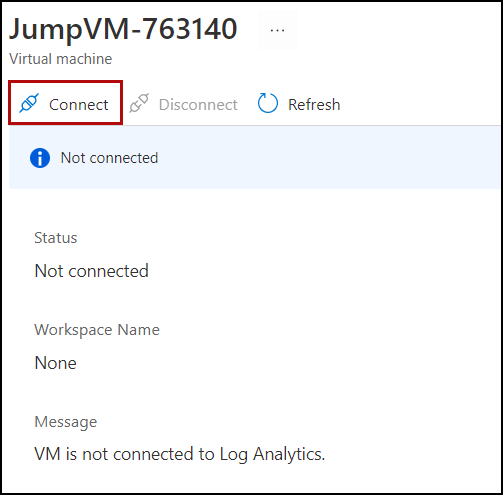 JumpVM-763140 ...
Virtual machine
Connect Disconnect Refresh
Not connected
Status
Not connected
Workspace Name
None
Message
VM is not connected to Log Analytics.